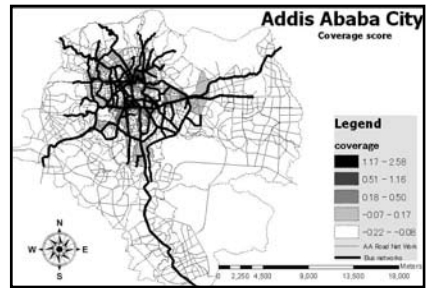 Addis Ababa City
Coverage score
Legend
coverage
1.17 - 2.58
0.51 - 1.16
0.18 - 0.50
-0.07 - 0.17
-0.22 - -0.08
AA Road Net Work
Bus networks
N
W E
S
Meters
0 2,250 4,500 9,000 13,500 18,000